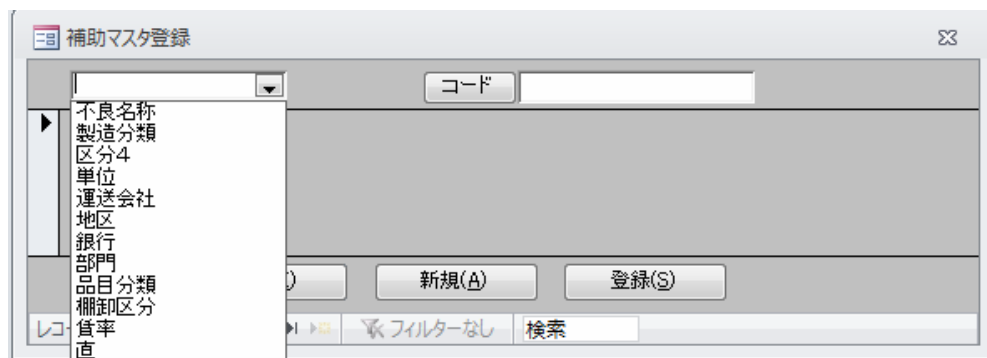 補助マスタ登録
コード
不良名称
製造分類
区分4
単位
運送会社
地区
銀行
部門
品目分類
棚卸区分
賃率
直
新規(A)
登録(S)
レコー
フィルターなし
検索